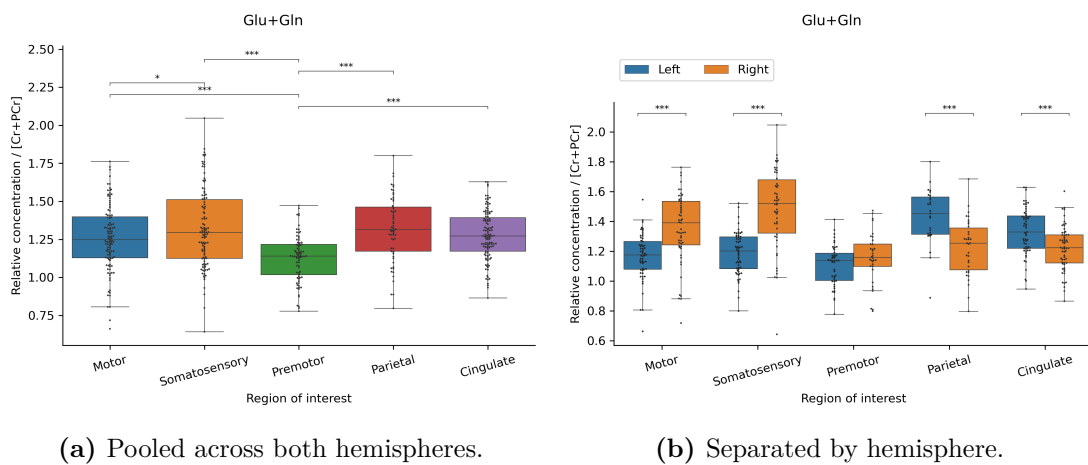 Glu+Gln
2.50
2.25
2.00
1.75
1.50
1.25
1.00
0.75
Relative concentration / [Cr+PCr]
*
***
***
***
***
Motor
Somatosensory
Premotor
Parietal
Cingulate
Region of interest
(a) Pooled across both hemispheres.
Glu+Gln
Left
Right
2.0
1.8
1.6
1.4
1.2
1.0
0.8
0.6
Relative concentration / [Cr+PCr]
***
***
***
***
Motor
Somatosensory
Premotor
Parietal
Cingulate
Region of interest
(b) Separated by hemisphere.